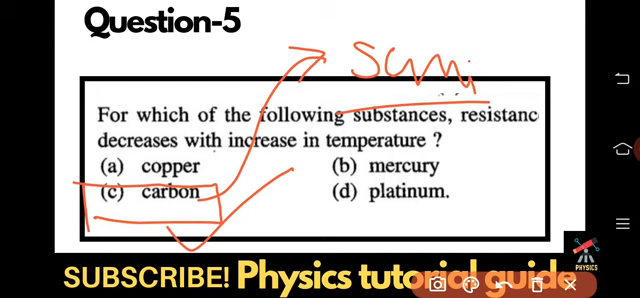 Question-5
semi
For which of the following substances, resistanc
decreases with increase in temperature ?
(a) copper (b) mercury
(c) carbon (d) platinum.
PHYSICS
SUBSCRIBE! Physics tutorial guide